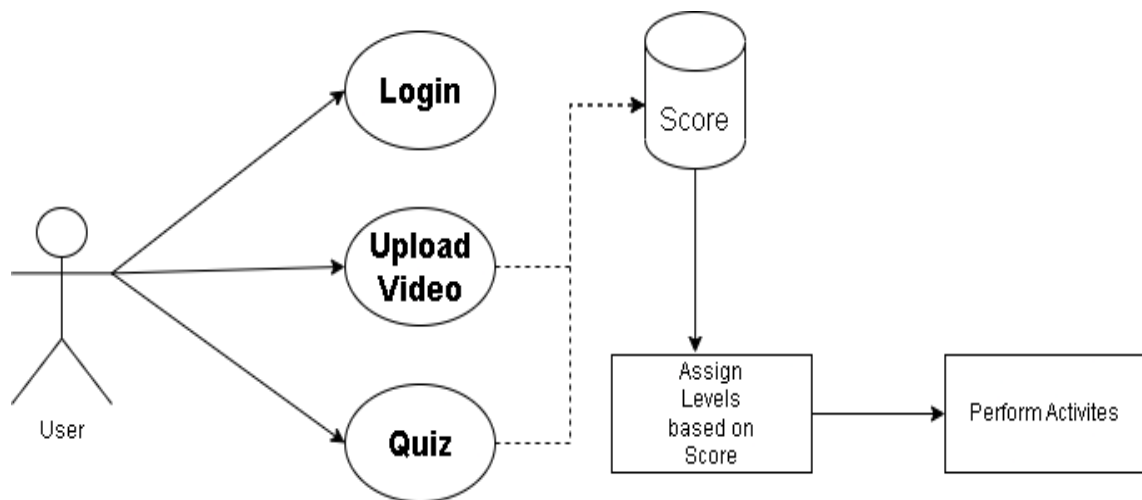 Login
Score
Upload
Video
User
Quiz
Assign
Levels
based on
Score
Perform Activites